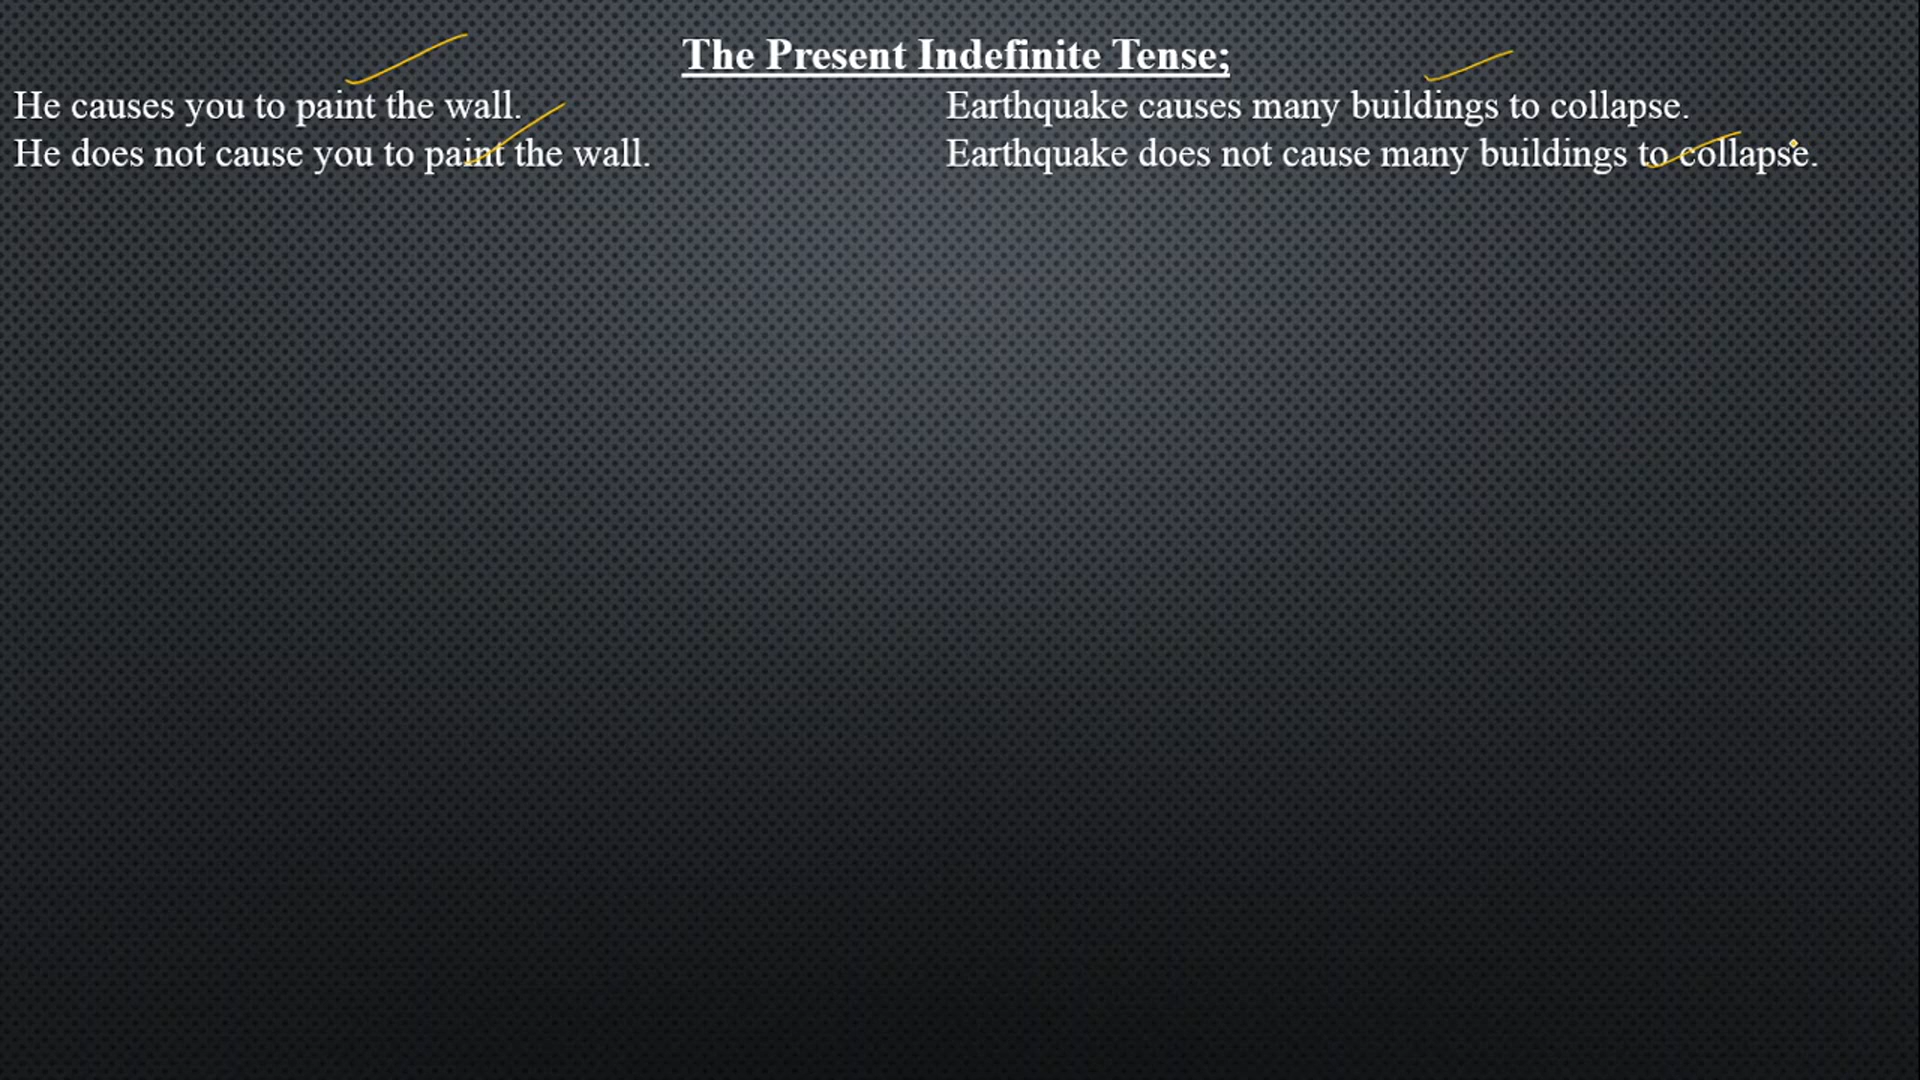 The Present Indefinite Tense;
He causes you to paint the wall.
He does not cause you to paint the wall.
Earthquake causes many buildings to collapse.
Earthquake does not cause many buildings to collapse.